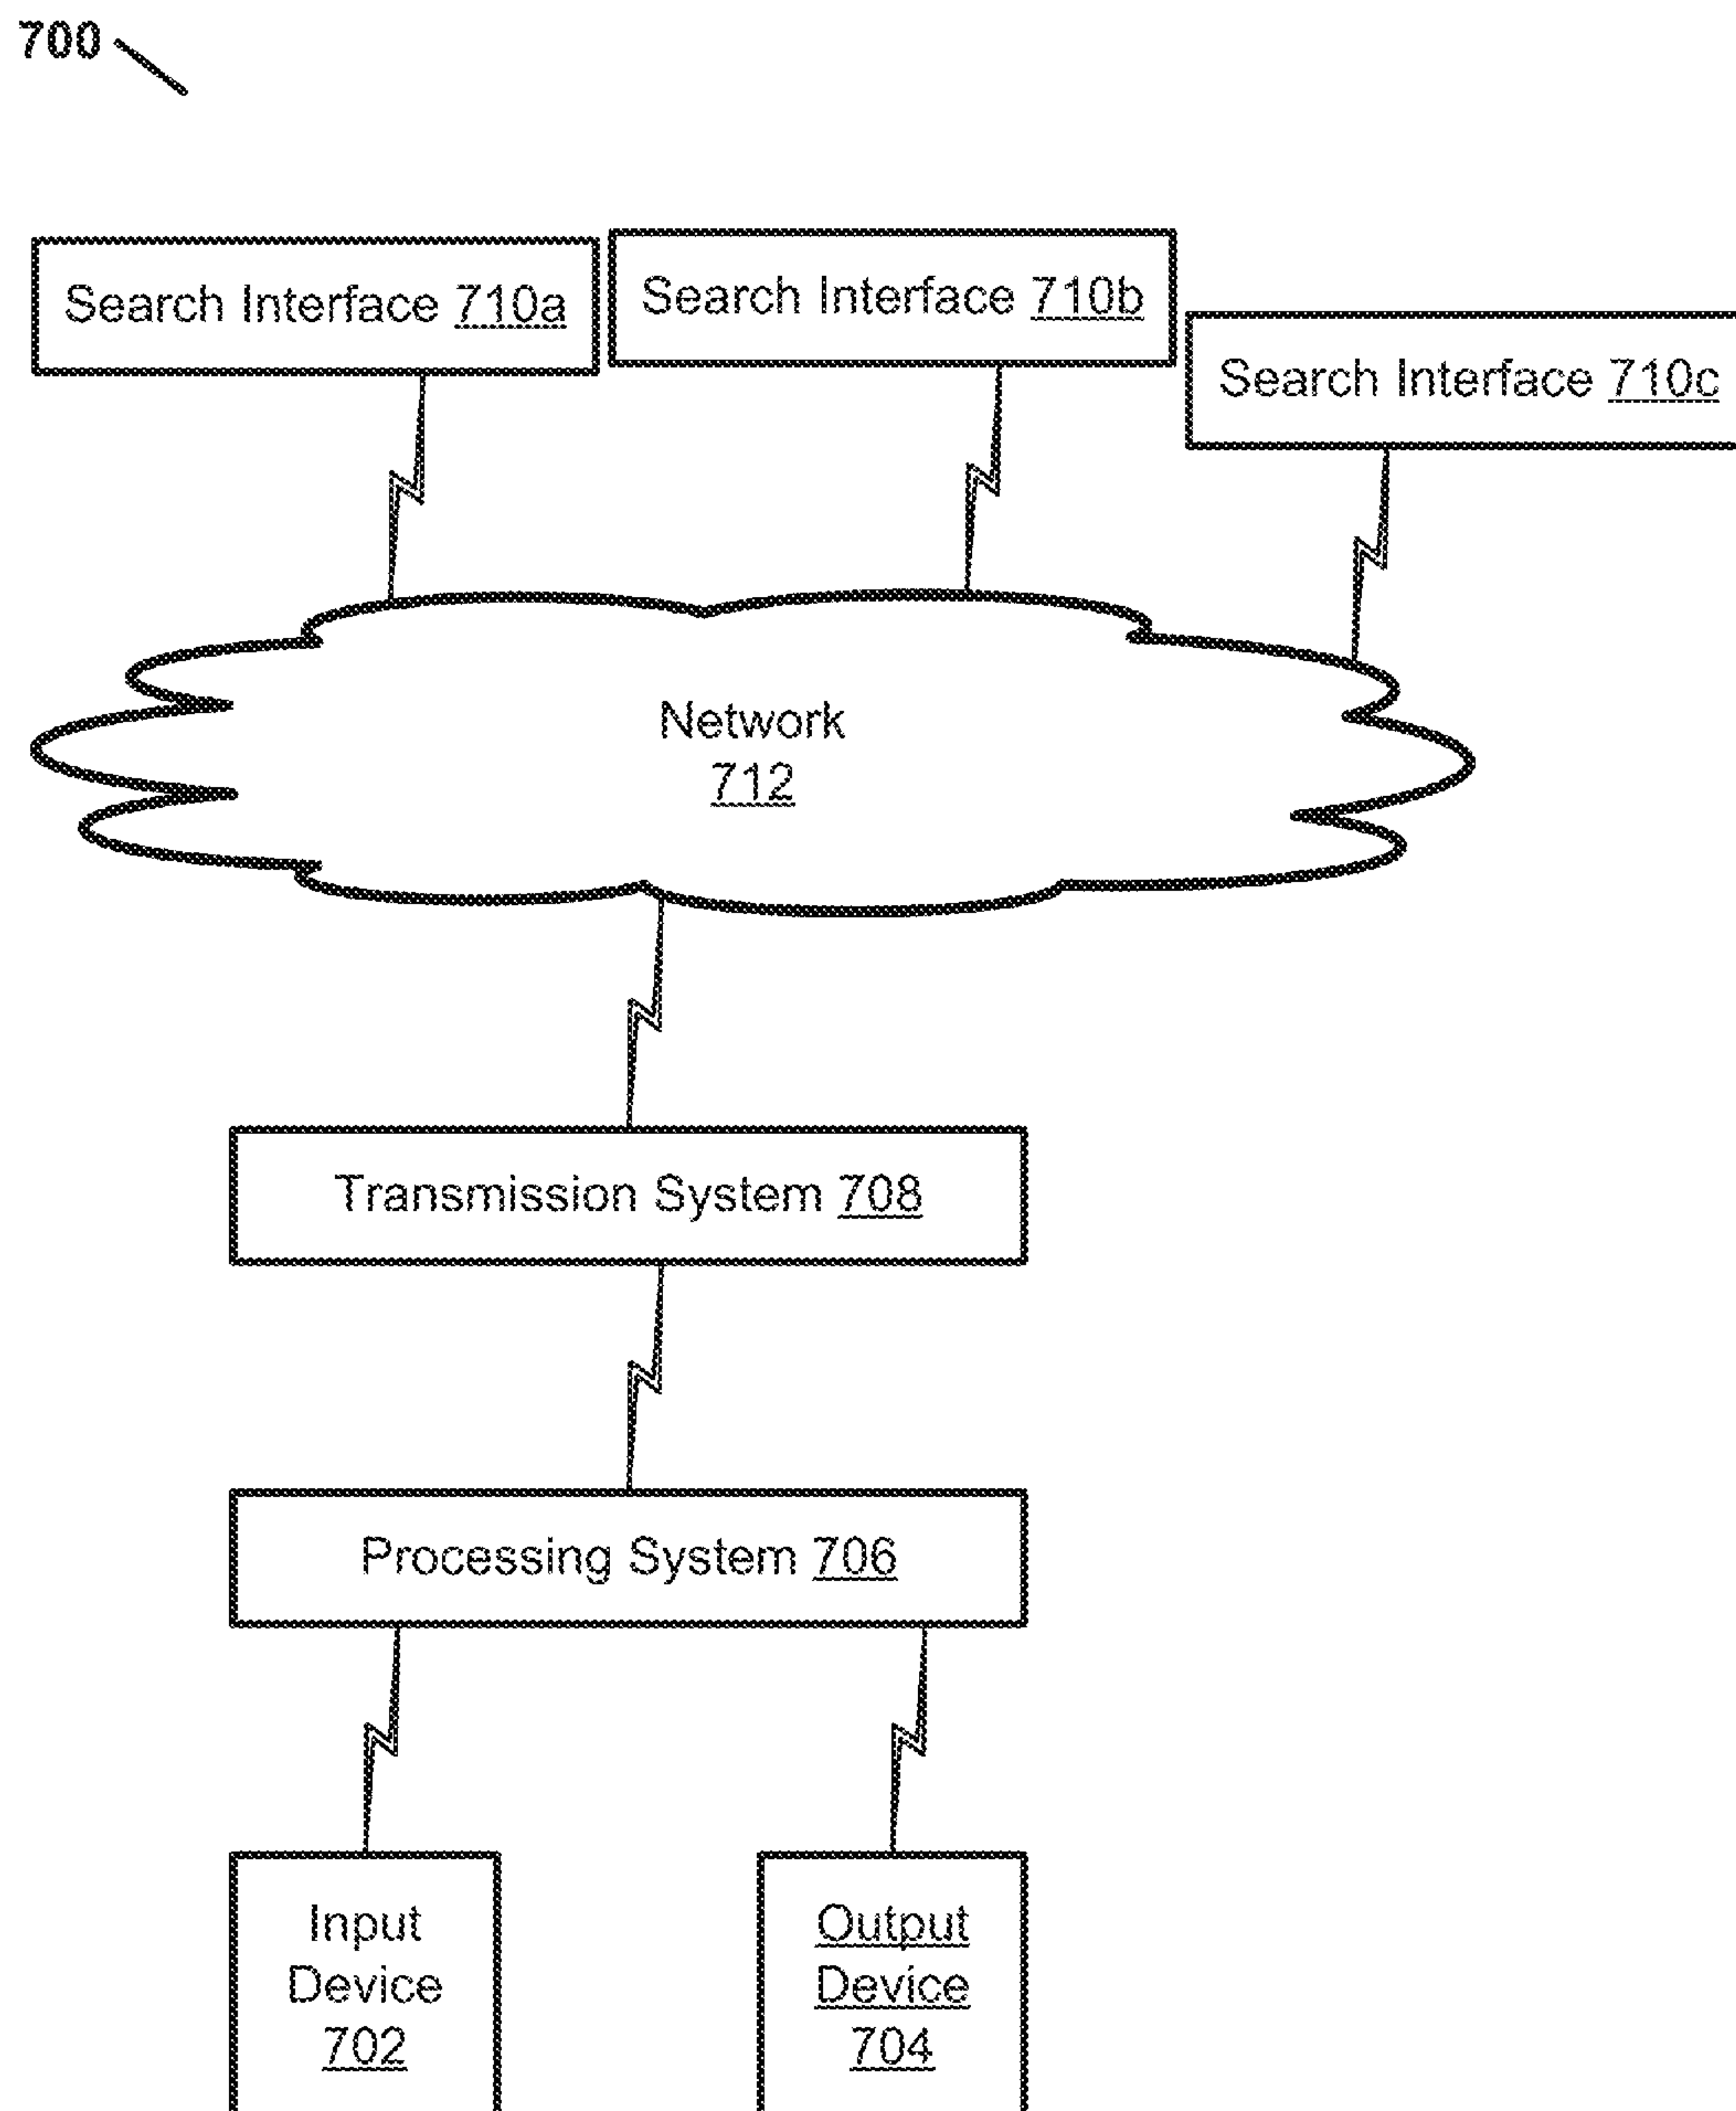 700
Search Interface 710a
Search Interface 710b
Search Interface 710c
Network
712
Transmission System 708
Processing System 706
Input
Device
702
Output
Device
704